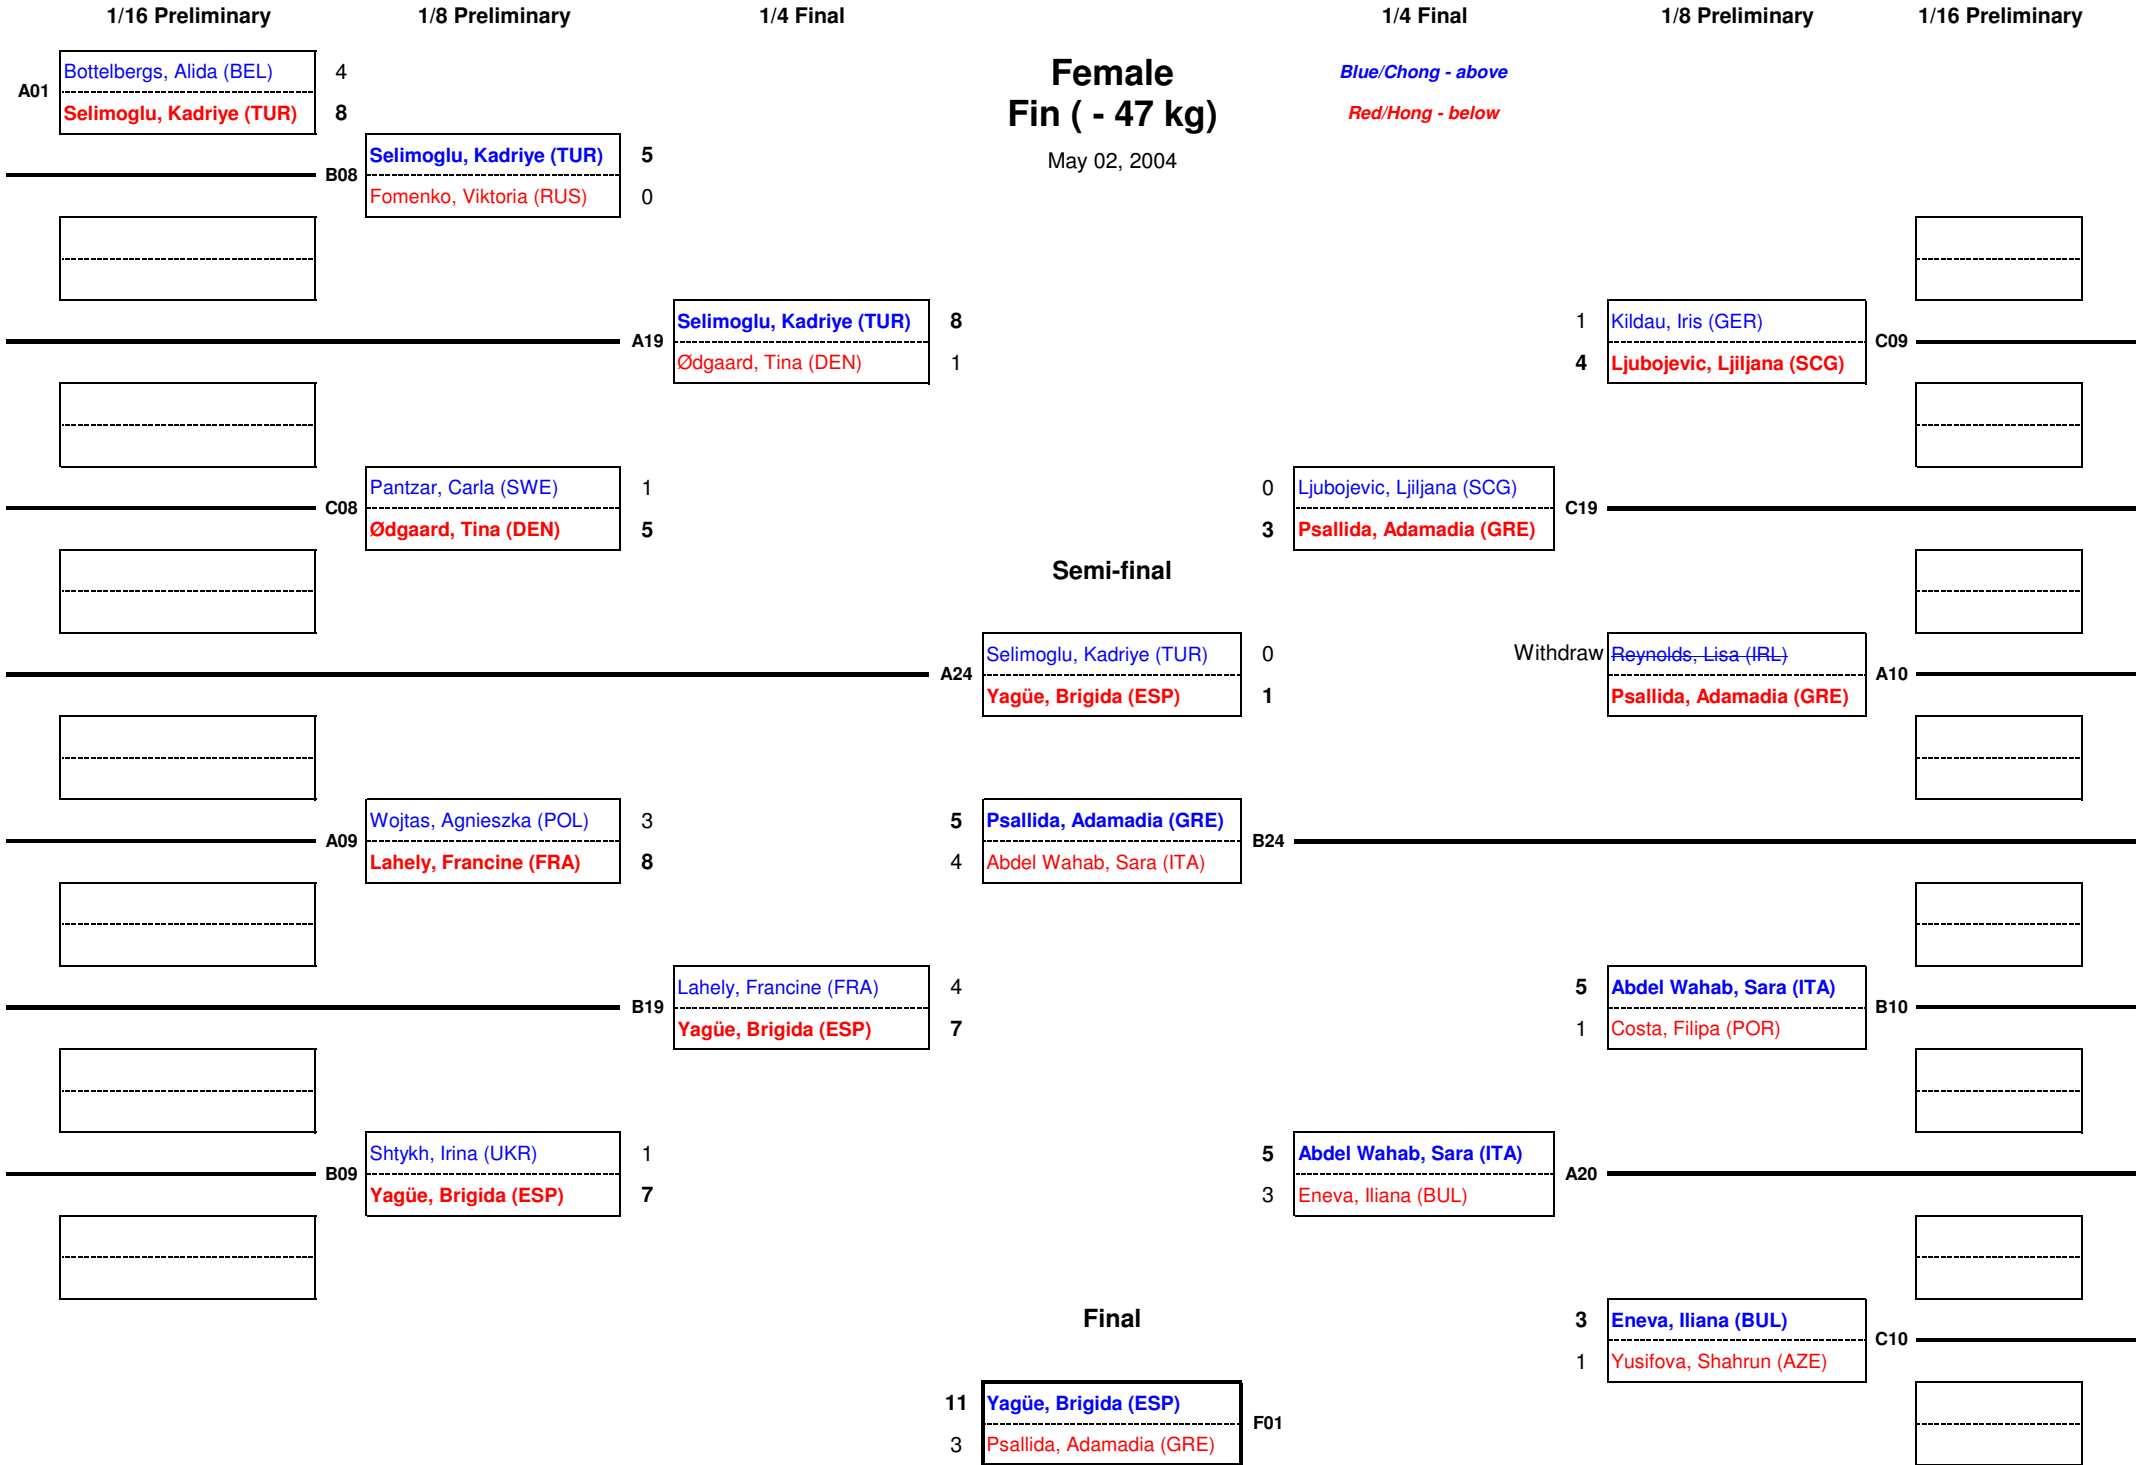 1/16 Preliminary 1/8 Preliminary 1/4 Final 1/4 Final 1/8 Preliminary 1/16 Preliminary
Female
Fin ( - 47 kg)
May 02, 2004
Blue/Chong - above
Red/Hong - below
A01
Bottelbergs, Alida (BEL) 4
Selimoglu, Kadriye (TUR) 8
B08
Selimoglu, Kadriye (TUR) 5
Fomenko, Viktoria (RUS) 0
A19
Selimoglu, Kadriye (TUR) 8
Ødgaard, Tina (DEN) 1
C08
Pantzar, Carla (SWE) 1
Ødgaard, Tina (DEN) 5
A09
Wojtas, Agnieszka (POL) 3
Lahely, Francine (FRA) 8
B19
Lahely, Francine (FRA) 4
Yagüe, Brigida (ESP) 7
B09
Shtykh, Irina (UKR) 1
Yagüe, Brigida (ESP) 7
Semi-final
A24
Selimoglu, Kadriye (TUR) 0
Yagüe, Brigida (ESP) 1
5 Psallida, Adamadia (GRE)
B24
4 Abdel Wahab, Sara (ITA)
1 Kildau, Iris (GER)
C09
4 Ljubojevic, Ljiljana (SCG)
0 Ljubojevic, Ljiljana (SCG)
C19
3 Psallida, Adamadia (GRE)
Withdraw Reynolds, Lisa (IRL)
A10
Psallida, Adamadia (GRE)
5 Abdel Wahab, Sara (ITA)
B10
1 Costa, Filipa (POR)
5 Abdel Wahab, Sara (ITA)
A20
3 Eneva, Iliana (BUL)
3 Eneva, Iliana (BUL)
C10
1 Yusifova, Shahrun (AZE)
Final
11 Yagüe, Brigida (ESP)
F01
3 Psallida, Adamadia (GRE)